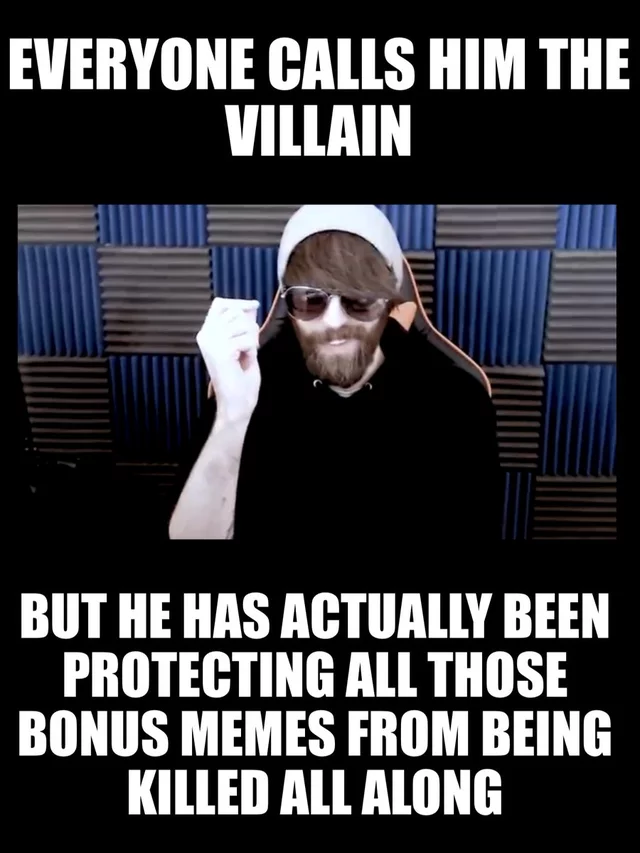 EVERYONE CALLS HIM THE
VILLAIN
BUT HE HAS ACTUALLY BEEN
PROTECTING ALL THOSE
BONUS MEMES FROM BEING
KILLED ALL ALONG